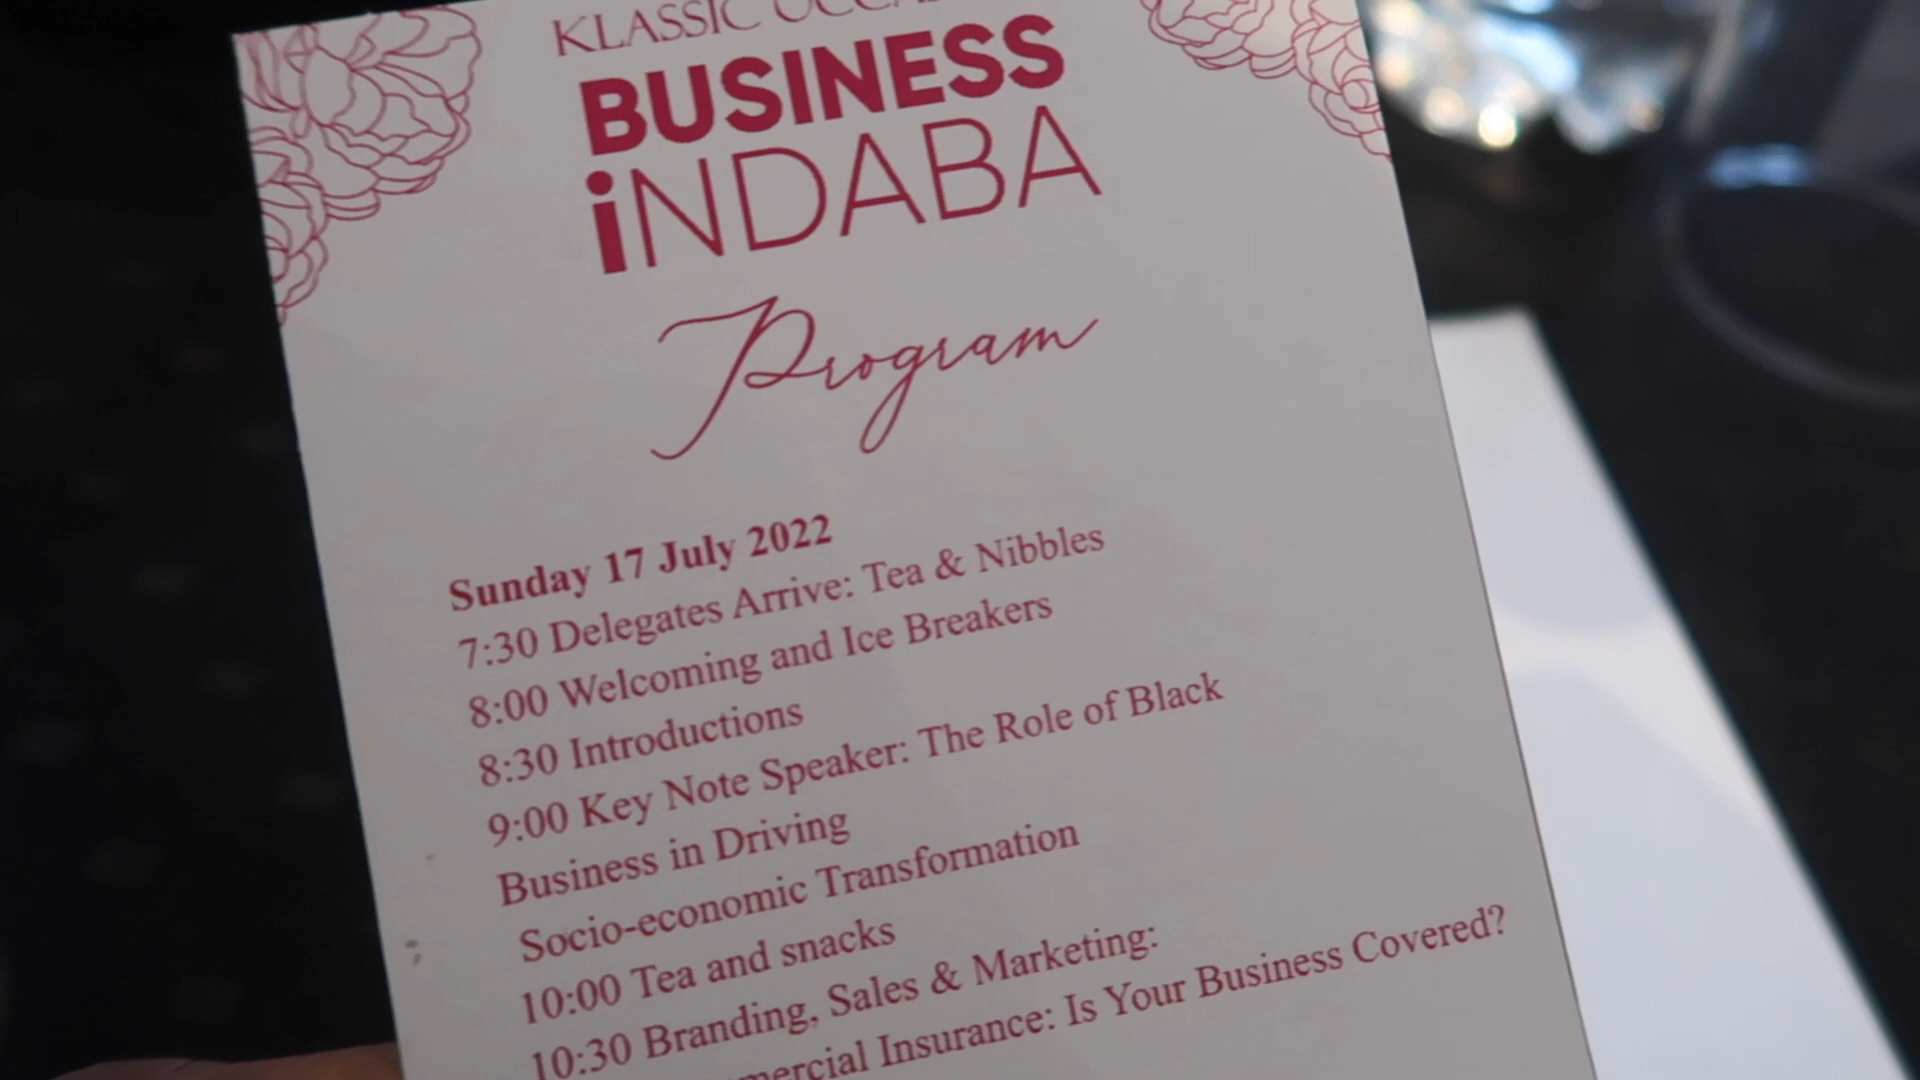 KLASSIC
BUSINESS
iNDABA
Program
Sunday 17 July 2022
7:30 Delegates Arrive: Tea & Nibbles
8:00 Welcoming and Ice Breakers
8:30 Introductions
9:00 Key Note Speaker: The Role of Black
Business in Driving
Socio-economic Transformation
10:00 Tea and snacks
10:30 Branding, Sales & Marketing:
Insurance: Is Your Business Covered?